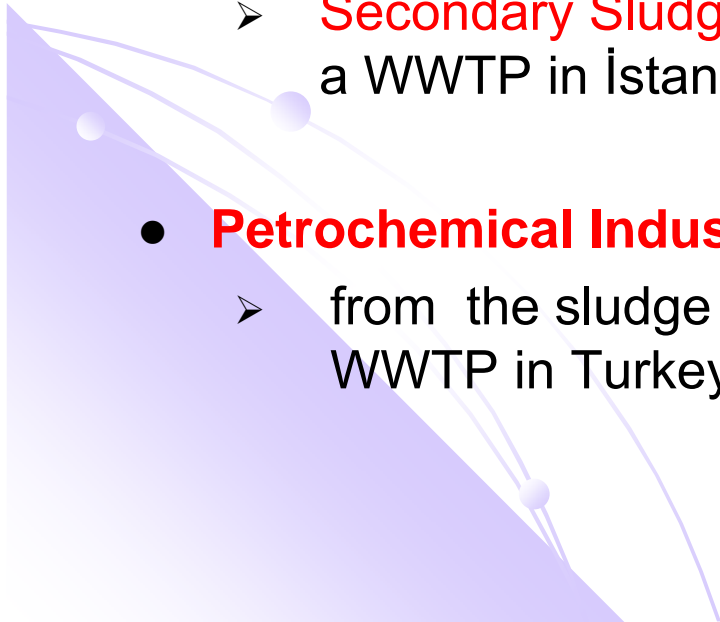 ➢ Secondary Sludg
a WWTP in İstan
● Petrochemical Indus
➢ from the sludge
WWTP in Turkey